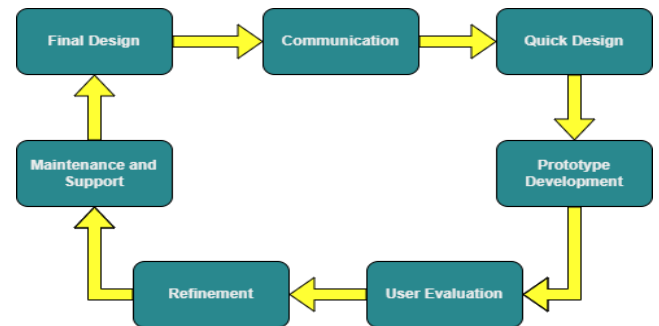 Final Design
Communication
Quick Design
Maintenance and
Support
Prototype
Development
Refinement
User Evaluation